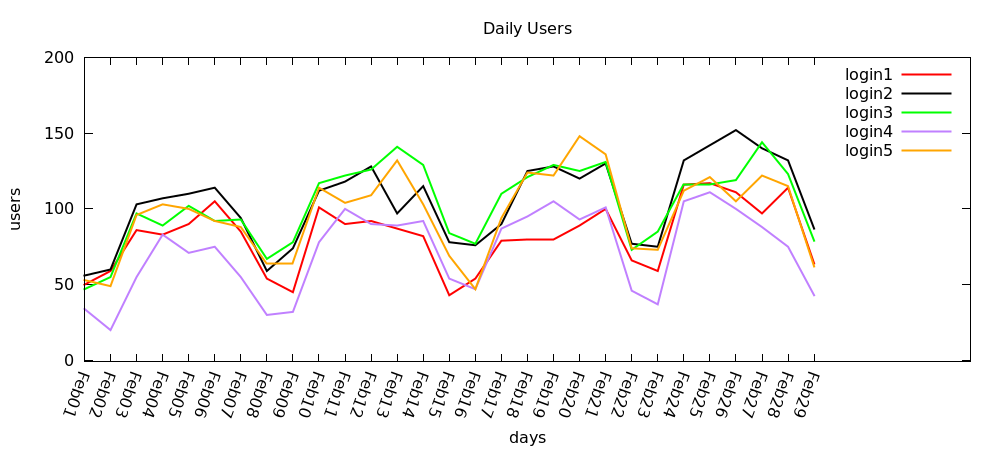 Daily Users
200
150
100
50
0
users
login1
login2
login3
login4
login5
Feb01
Feb02
Feb03
Feb04
Feb05
Feb06
Feb07
Feb08
Feb09
Feb10
Feb11
Feb12
Feb13
Feb14
Feb15
Feb16
Feb17
Feb18
Feb19
Feb20
Feb21
Feb22
Feb23
Feb24
Feb25
Feb26
Feb27
Feb28
Feb29
days